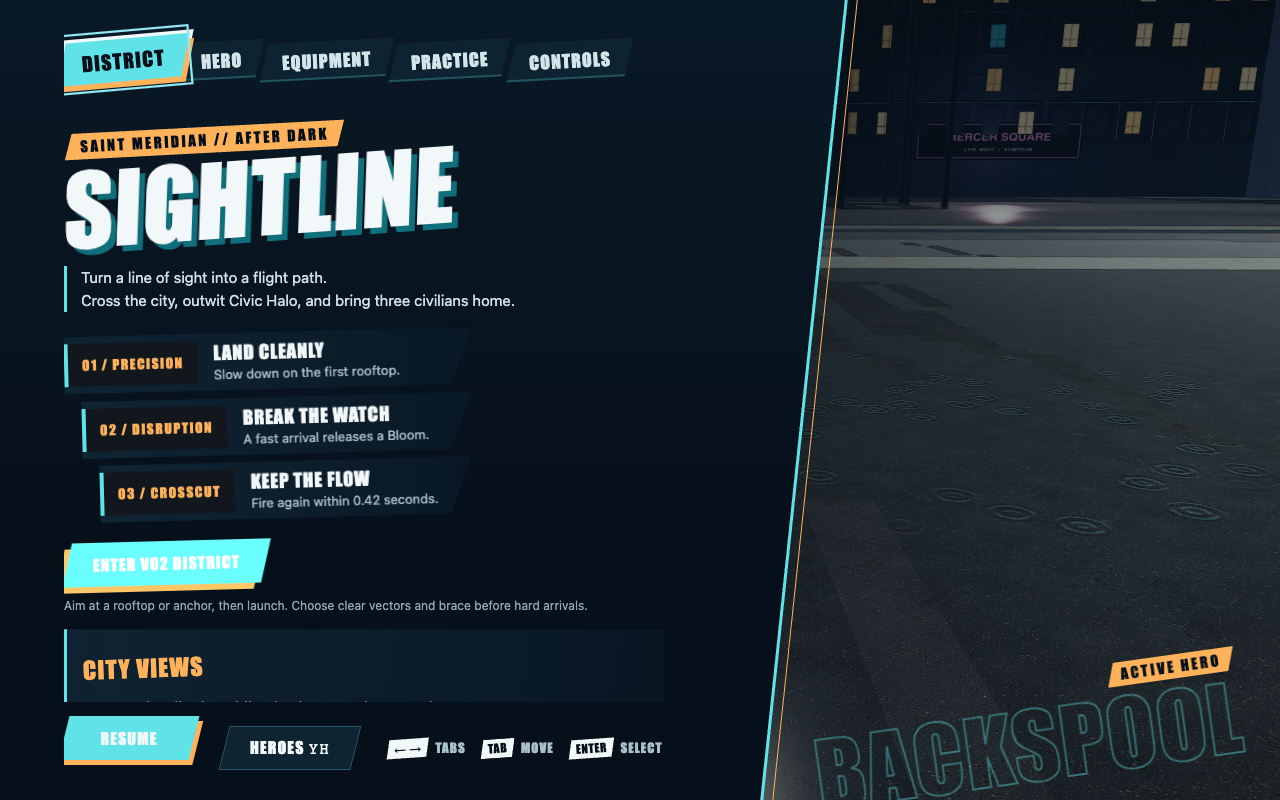 DISTRICT
HERO
EQUIPMENT
PRACTICE
CONTROLS
SAINT MERIDIAN // AFTER DARK
SIGHTLINE
Turn a line of sight into a flight path.
Cross the city, outwit Civic Halo, and bring three civilians home.
01 / PRECISION
LAND CLEANLY
Slow down on the first rooftop.
02 / DISRUPTION
BREAK THE WATCH
A fast arrival releases a Bloom.
03 / CROSSCUT
KEEP THE FLOW
Fire again within 0.42 seconds.
ENTER V02 DISTRICT
Aim at a rooftop or anchor, then launch. Choose clear vectors and brace before hard arrivals.
CITY VIEWS
RESUME
HEROES YH
←→ TABS
TAB MOVE
ENTER SELECT
SQUARE
ACTIVE HERO
BACKSPOOL